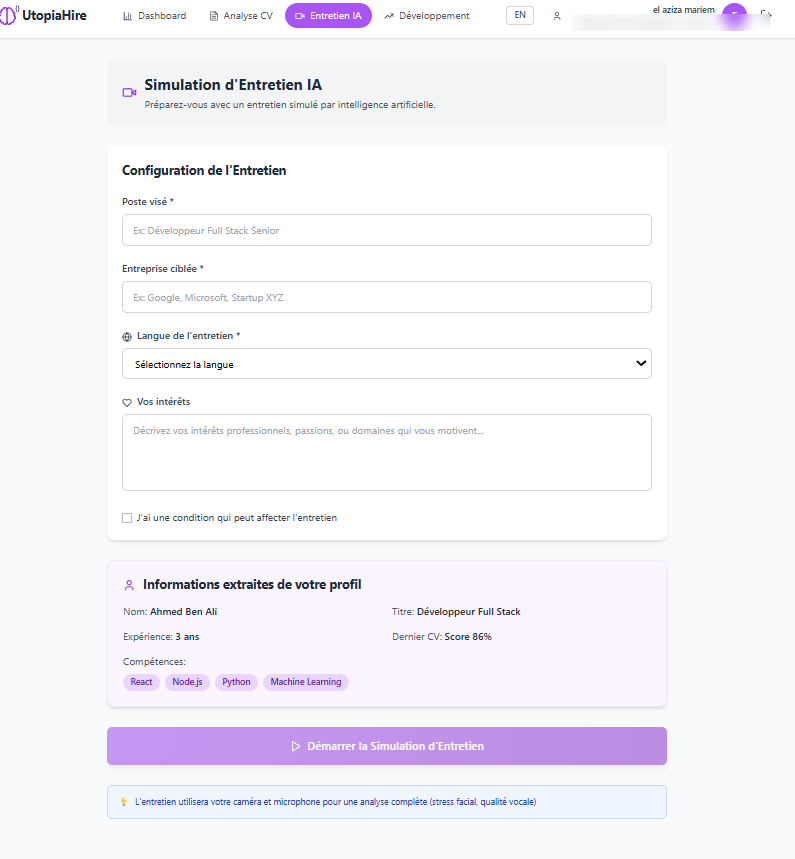 UtopiaHire Dashboard Analyse CV Entretien IA Développement EN el aziza mariem
Simulation d'Entretien IA
Préparez-vous avec un entretien simulé par intelligence artificielle.
Configuration de l'Entretien
Poste visé *
Ex: Développeur Full Stack Senior
Entreprise ciblée *
Ex: Google, Microsoft, Startup XYZ
Langue de l'entretien *
Sélectionnez la langue
Vos intérêts
Décrivez vos intérêts professionnels, passions, ou domaines qui vous motivent...
J'ai une condition qui peut affecter l'entretien
Informations extraites de votre profil
Nom: Ahmed Ben Ali Titre: Développeur Full Stack
Expérience: 3 ans Dernier CV: Score 86%
Compétences:
React Node.js Python Machine Learning
Démarrer la Simulation d'Entretien
L'entretien utilisera votre caméra et microphone pour une analyse complète (stress facial, qualité vocale)